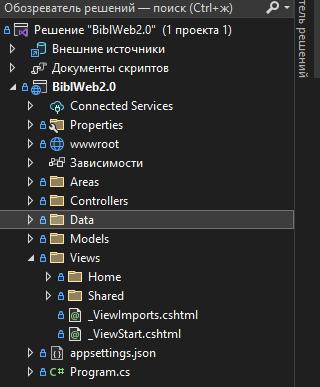 Обозреватель решений — поиск (Ctrl+ж)
Решение "BiblWeb2.0" (1 проекта 1)
Внешние источники
Документы скриптов
BiblWeb2.0
Connected Services
Properties
wwwroot
Зависимости
Areas
Controllers
Data
Models
Views
Home
Shared
_ViewImports.cshtml
_ViewStart.cshtml
appsettings.json
C# Program.cs
тель решений